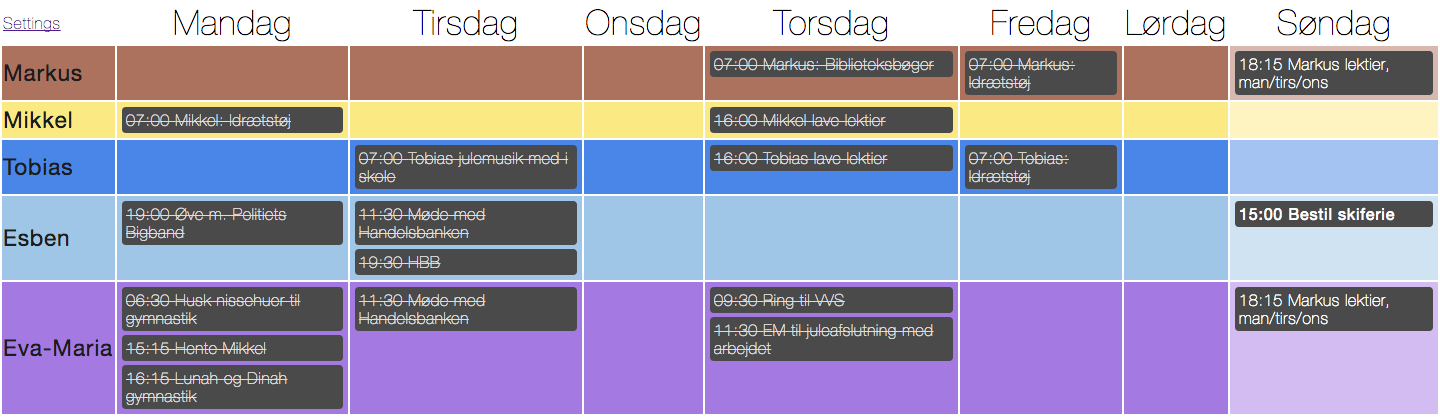 Settings
Mandag
Tirsdag
Onsdag
Torsdag
Fredag
Lørdag
Søndag
Markus
07:00 Markus: Biblioteksbøger
07:00 Markus:
Idrætstøj
18:15 Markus lektier,
man/tirs/ons
Mikkel
07:00 Mikkel: Idrætstøj
16:00 Mikkel lave lektier
Tobias
07:00 Tobias julemusik med i
skole
16:00 Tobias lave lektier
07:00 Tobias:
Idrætstøj
Esben
19:00 Øve m. Politiets
Bigband
11:30 Møde med
Handelsbanken
19:30 HBB
15:00 Bestil skiferie
Eva-Maria
06:30 Husk nissehuer til
gymnastik
15:15 Hente Mikkel
16:15 Lunah og Dinah
gymnastik
11:30 Møde med
Handelsbanken
09:30 Ring til VVS
11:30 EM til juleafslutning med
arbejdet
18:15 Markus lektier,
man/tirs/ons